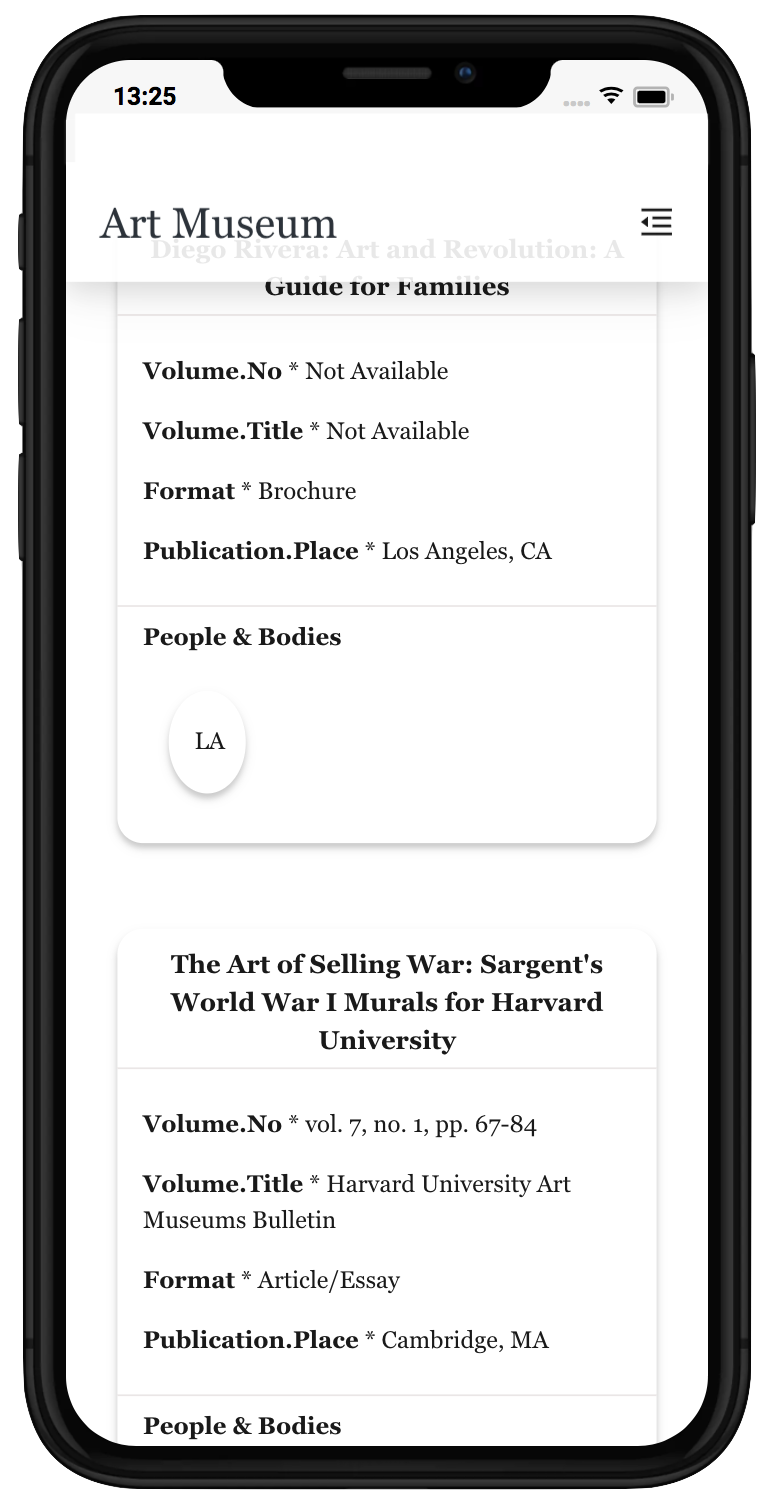 13:25
Art Museum
Diego Rivera: Art and Revolution: A
Guide for Families
Volume.No * Not Available
Volume.Title * Not Available
Format * Brochure
Publication.Place * Los Angeles, CA
People & Bodies
LA
The Art of Selling War: Sargent's
World War I Murals for Harvard
University
Volume.No * vol. 7, no. 1, pp. 67-84
Volume.Title * Harvard University Art
Museums Bulletin
Format * Article/Essay
Publication.Place * Cambridge, MA
People & Bodies